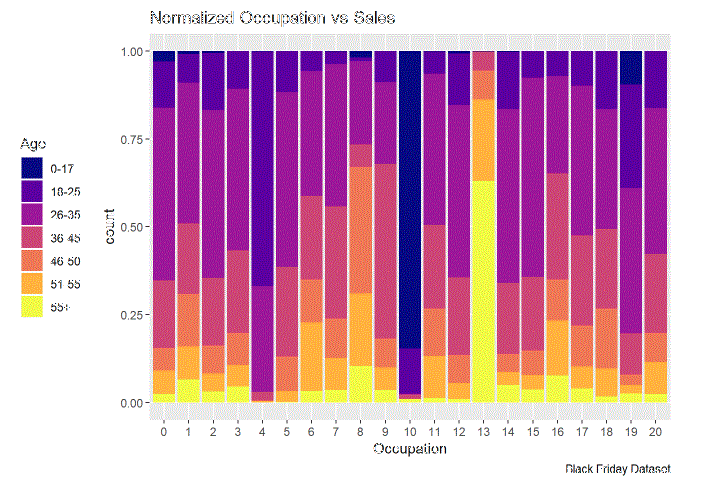 Normalized Occupation vs Sales
Age
0-17
18-25
26-35
36-45
46-50
51-55
55+
count
1.00
0.75
0.50
0.25
0.00
0 1 2 3 4 5 6 7 8 9 10 11 12 13 14 15 16 17 18 19 20
Occupation
Black Friday Dataset